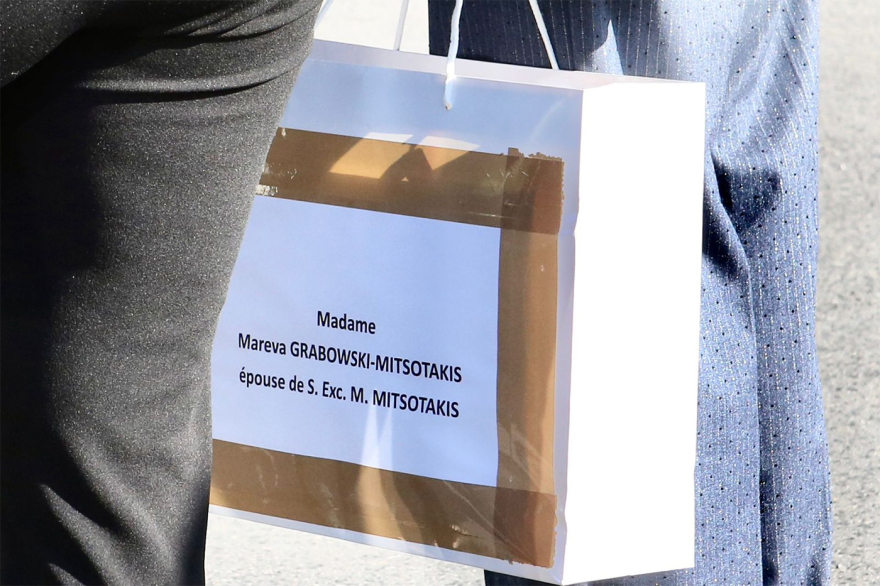 Madame
Mareva GRABOWSKI-MITSOTAKIS
épouse de S. Exc. M. MITSOTAKIS